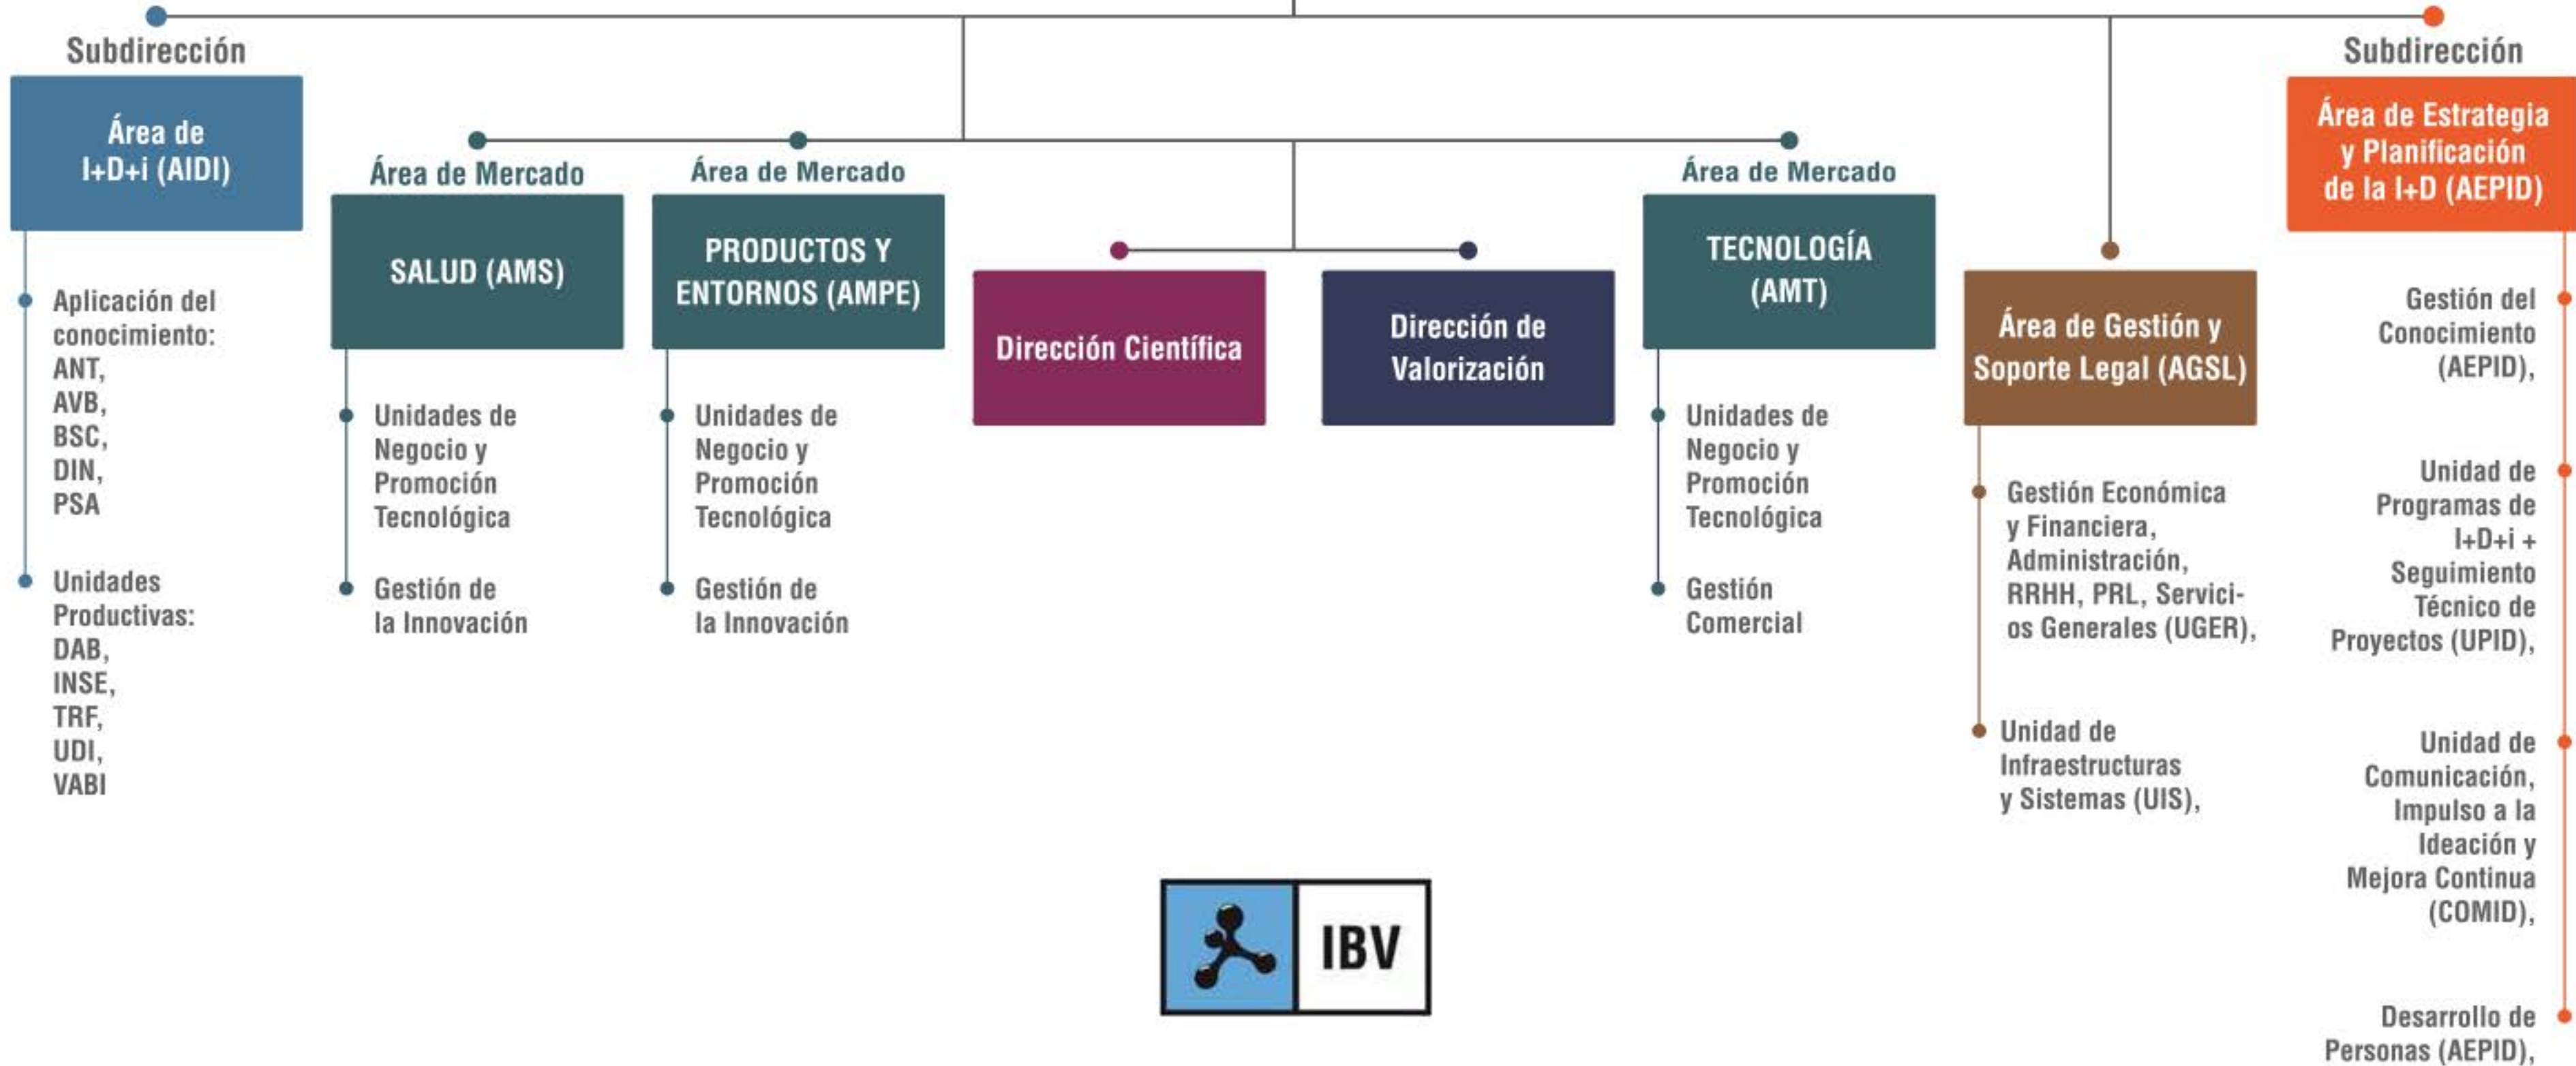 Subdirección
Área de
I+D+i (AIDI)
Aplicación del
conocimiento:
ANT,
AVB,
BSC,
DIN,
PSA
Unidades
Productivas:
DAB,
INSE,
TRF,
UDI,
VABI
Área de Mercado
SALUD (AMS)
Unidades de
Negocio y
Promoción
Tecnológica
Gestión de
la Innovación
Área de Mercado
PRODUCTOS Y
ENTORNOS (AMPE)
Unidades de
Negocio y
Promoción
Tecnológica
Gestión de
la Innovación
Dirección Científica
Dirección de
Valorización
Área de Mercado
TECNOLOGÍA
(AMT)
Unidades de
Negocio y
Promoción
Tecnológica
Gestión
Comercial
Área de Gestión y
Soporte Legal (AGSL)
Gestión Económica
y Financiera,
Administración,
RRHH, PRL, Servici-
os Generales (UGER),
Unidad de
Infraestructuras
y Sistemas (UIS),
Subdirección
Área de Estrategia
y Planificación
de la I+D (AEPID)
Gestión del
Conocimiento
(AEPID),
Unidad de
Programas de
I+D+i +
Seguimiento
Técnico de
Proyectos (UPID),
Unidad de
Comunicación,
Impulso a la
Ideación y
Mejora Continua
(COMID),
Desarrollo de
Personas (AEPID),
IBV